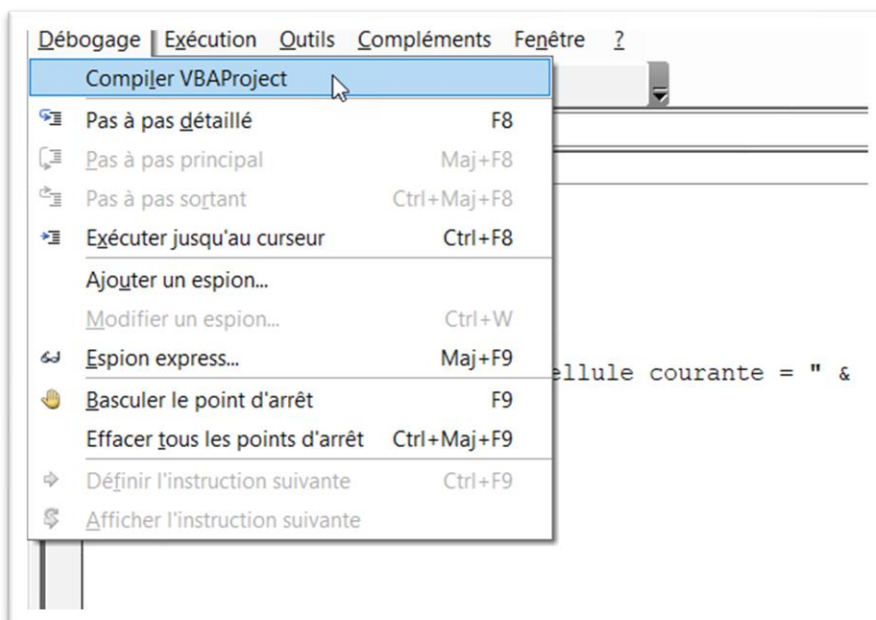 Débogage Exécution Outils Compléments Fenêtre ?
Compiler VBAProject
Pas à pas détaillé F8
Pas à pas principal Maj+F8
Pas à pas sortant Ctrl+Maj+F8
Exécuter jusqu'au curseur Ctrl+F8
Ajouter un espion...
Modifier un espion... Ctrl+W
Espion express... Maj+F9
ellule courante = " &
Basculer le point d'arrêt F9
Effacer tous les points d'arrêt Ctrl+Maj+F9
Définir l'instruction suivante Ctrl+F9
Afficher l'instruction suivante